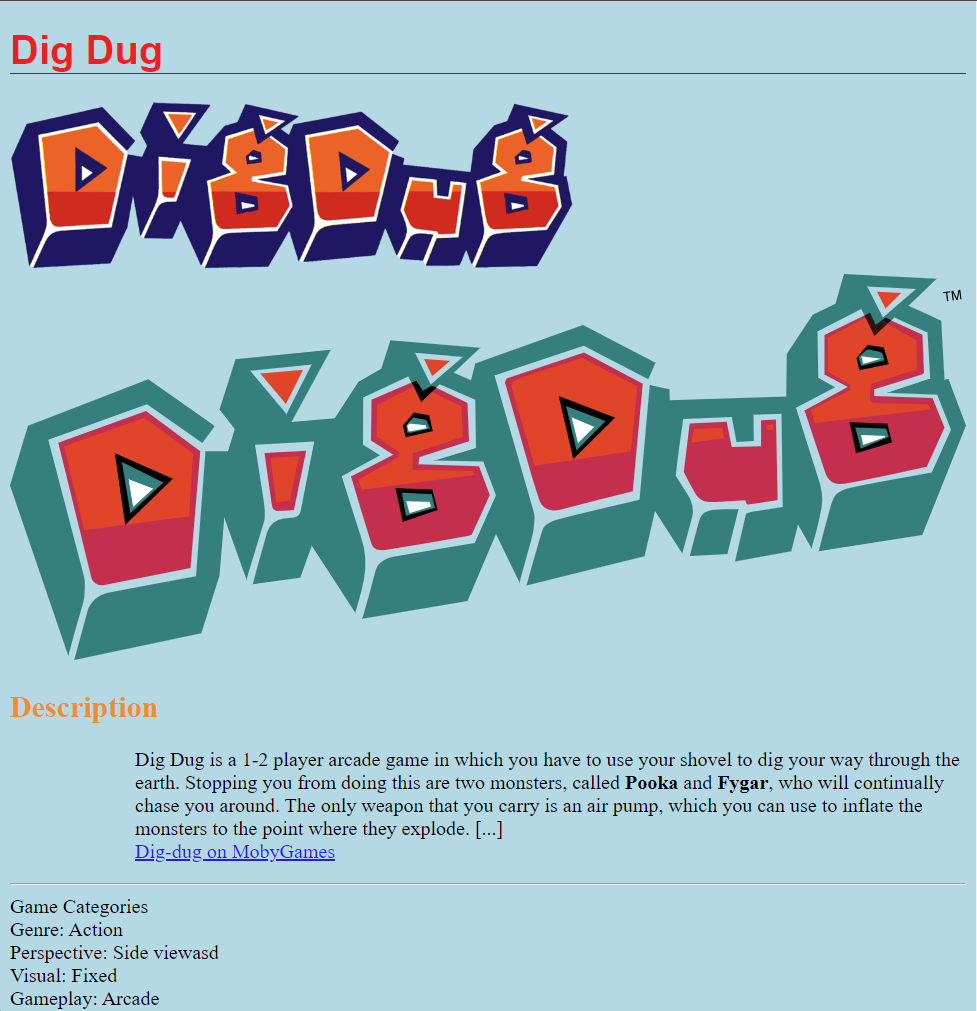 Dig Dug
DiGDuG
DiGDuG TM
Description
Dig Dug is a 1-2 player arcade game in which you have to use your shovel to dig your way through the
earth. Stopping you from doing this are two monsters, called Pooka and Fygar, who will continually
chase you around. The only weapon that you carry is an air pump, which you can use to inflate the
monsters to the point where they explode. [...]
Dig-dug on MobyGames
Game Categories
Genre: Action
Perspective: Side viewasd
Visual: Fixed
Gameplay: Arcade